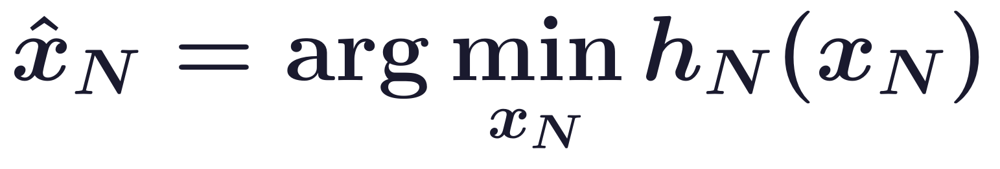 x̂_N = arg min_{x_N} h_N(x_N)